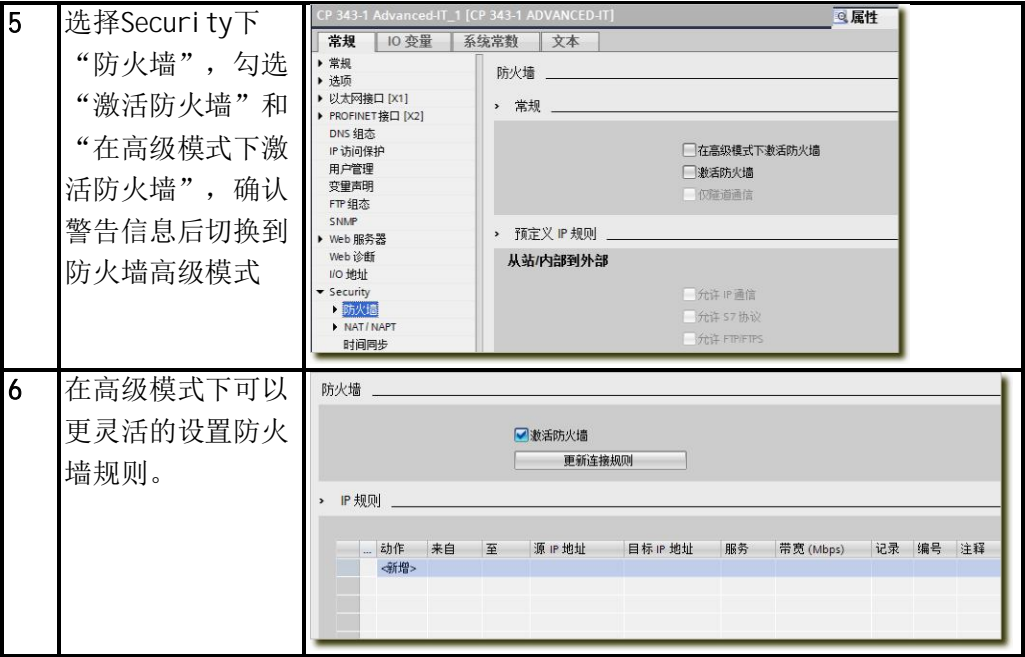 5
选择Security下
“防火墙”，勾选
“激活防火墙”和
“在高级模式下激
活防火墙”，确认
警告信息后切换到
防火墙高级模式
CP 343-1 Advanced-IT_1 [CP 343-1 ADVANCED-IT]
属性
常规 IO 变量 系统常数 文本
常规
选项
以太网接口 [X1]
PROFINET接口 [X2]
DNS 组态
IP 访问保护
用户管理
变量声明
FTP 组态
SNMP
Web 服务器
Web 诊断
I/O 地址
Security
防火墙
NAT / NAPT
时间同步
防火墙
常规
在高级模式下激活防火墙
激活防火墙
仅隧道通信
预定义 IP 规则
从站/内部到外部
允许 IP 通信
允许 S7 协议
允许 FTP/FTPS
6
在高级模式下可以
更灵活的设置防火
墙规则。
防火墙
激活防火墙
更新连接规则
IP 规则
... 动作 来自 至 源 IP 地址 目标 IP 地址 服务 带宽 (Mbps) 记录 编号 注释
<新增>